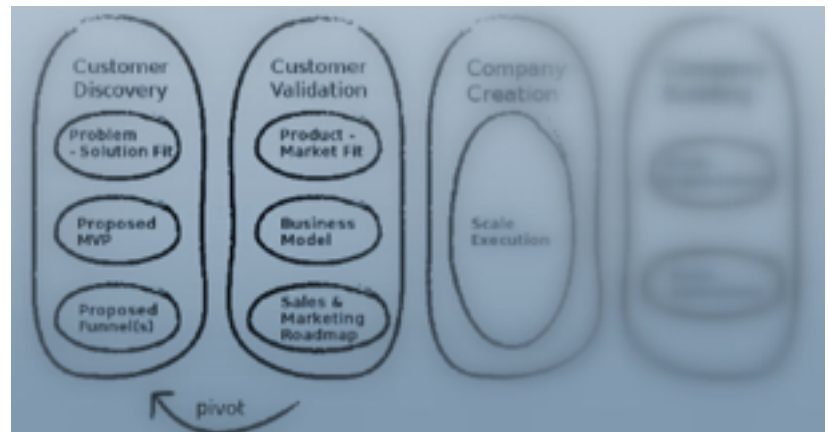 Customer
Discovery
Problem
- Solution Fit
Proposed
MVP
Proposed
Funnel(s)
Customer
Validation
Product -
Market Fit
Business
Model
Sales &
Marketing
Roadmap
Company
Creation
Scale
Execution
pivot